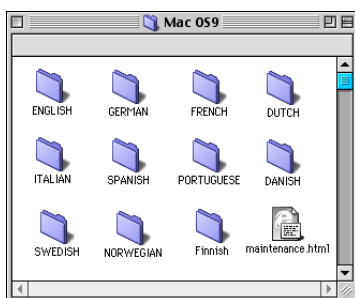 Mac OS9
ENGLISH GERMAN FRENCH DUTCH
ITALIAN SPANISH PORTUGUESE DANISH
SWEDISH NORWEGIAN Finnish maintenance.html